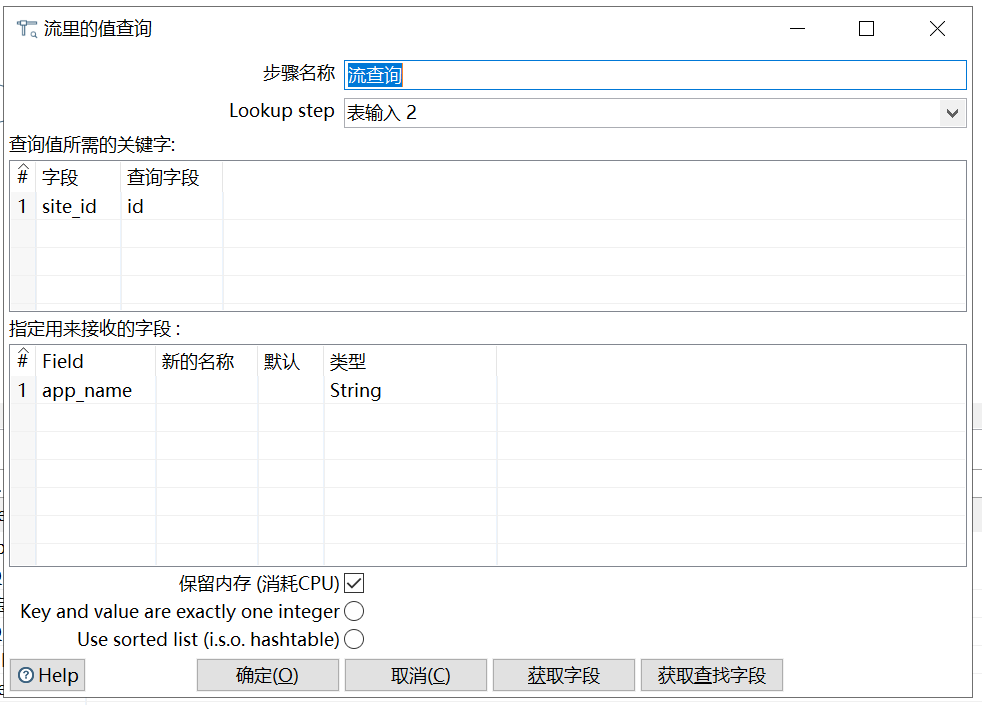 流里的值查询
步骤名称 流查询
Lookup step 表输入 2
查询值所需的关键字:
# 字段 查询字段
1 site_id id
指定用来接收的字段 :
# Field 新的名称 默认 类型
1 app_name String
保留内存 (消耗CPU)
Key and value are exactly one integer
Use sorted list (i.s.o. hashtable)
Help 确定(O) 取消(C) 获取字段 获取查找字段